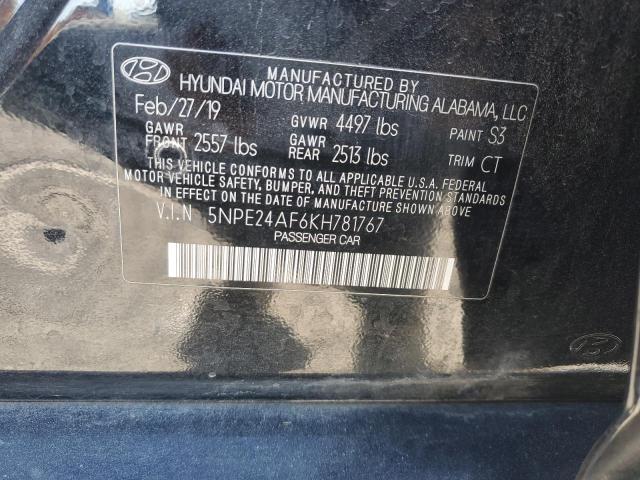 MANUFACTURED BY
HYUNDAI MOTOR MANUFACTURING ALABAMA, LLC
Feb/27/19 GVWR 4497 lbs PAINT S3
GAWR FRONT 2557 lbs GAWR REAR 2513 lbs TRIM CT
THIS VEHICLE CONFORMS TO ALL APPLICABLE U.S.A. FEDERAL
MOTOR VEHICLE SAFETY, BUMPER, AND THEFT PREVENTION STANDARDS
IN EFFECT ON THE DATE OF MANUFACTURE SHOWN ABOVE
V.I.N 5NPE24AF6KH781767
PASSENGER CAR